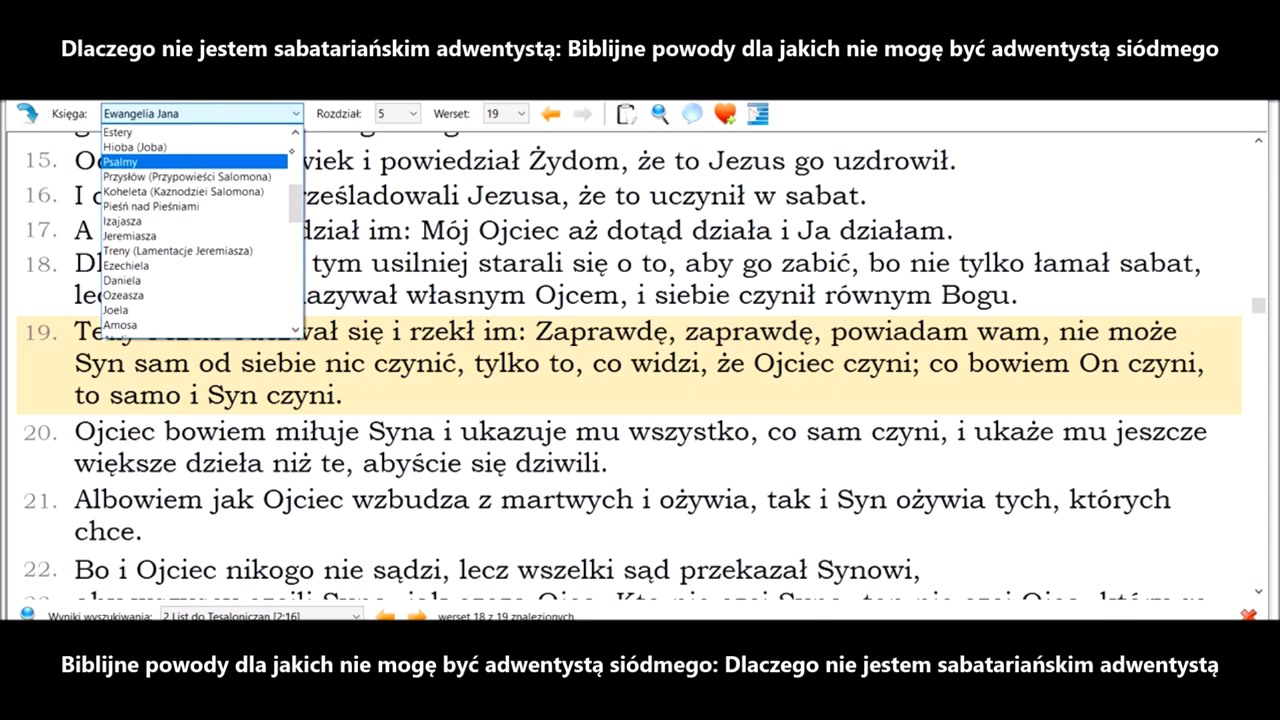 Dlaczego nie jestem sabatariańskim adwentystą: Biblijne powody dla jakich nie mogę być adwentystą siódmego
Księga: Ewangelia Jana Rozdział: 5 Werset: 19
Estery
Hioba (Joba)
Psalmy
Przysłów (Przypowieści Salomona)
Koheleta (Kaznodziei Salomona)
Pieśń nad Pieśniami
Izajasza
Jeremiasza
Treny (Lamentacje Jeremiasza)
Ezechiela
Daniela
Ozeasza
Joela
Amosa
15. i powiedział Żydom, że to Jezus go uzdrowił.
16. I Jezusa, że to uczynił w sabat.
17. A im: Mój Ojciec aż dotąd działa i Ja działam.
18. tym usilniej starali się o to, aby go zabić, bo nie tylko łamał sabat,
własnym Ojcem, i siebie czynił równym Bogu.
19. się i rzekł im: Zaprawdę, zaprawdę, powiadam wam, nie może
Syn sam od siebie nic czynić, tylko to, co widzi, że Ojciec czyni; co bowiem On czyni,
to samo i Syn czyni.
20. Ojciec bowiem miłuje Syna i ukazuje mu wszystko, co sam czyni, i ukaże mu jeszcze
większe dzieła niż te, abyście się dziwili.
21. Albowiem jak Ojciec wzbudza z martwych i ożywia, tak i Syn ożywia tych, których
chce.
22. Bo i Ojciec nikogo nie sądzi, lecz wszelki sąd przekazał Synowi,
Wyniki wyszukiwania: 2 List do Tesaloniczan [2:16] werset 18 z 19 znalezionych
Biblijne powody dla jakich nie mogę być adwentystą siódmego: Dlaczego nie jestem sabatariańskim adwentystą